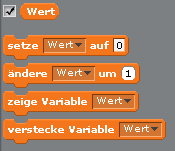 Wert
setze Wert auf 0
ändere Wert um 1
zeige Variable Wert
verstecke Variable Wert